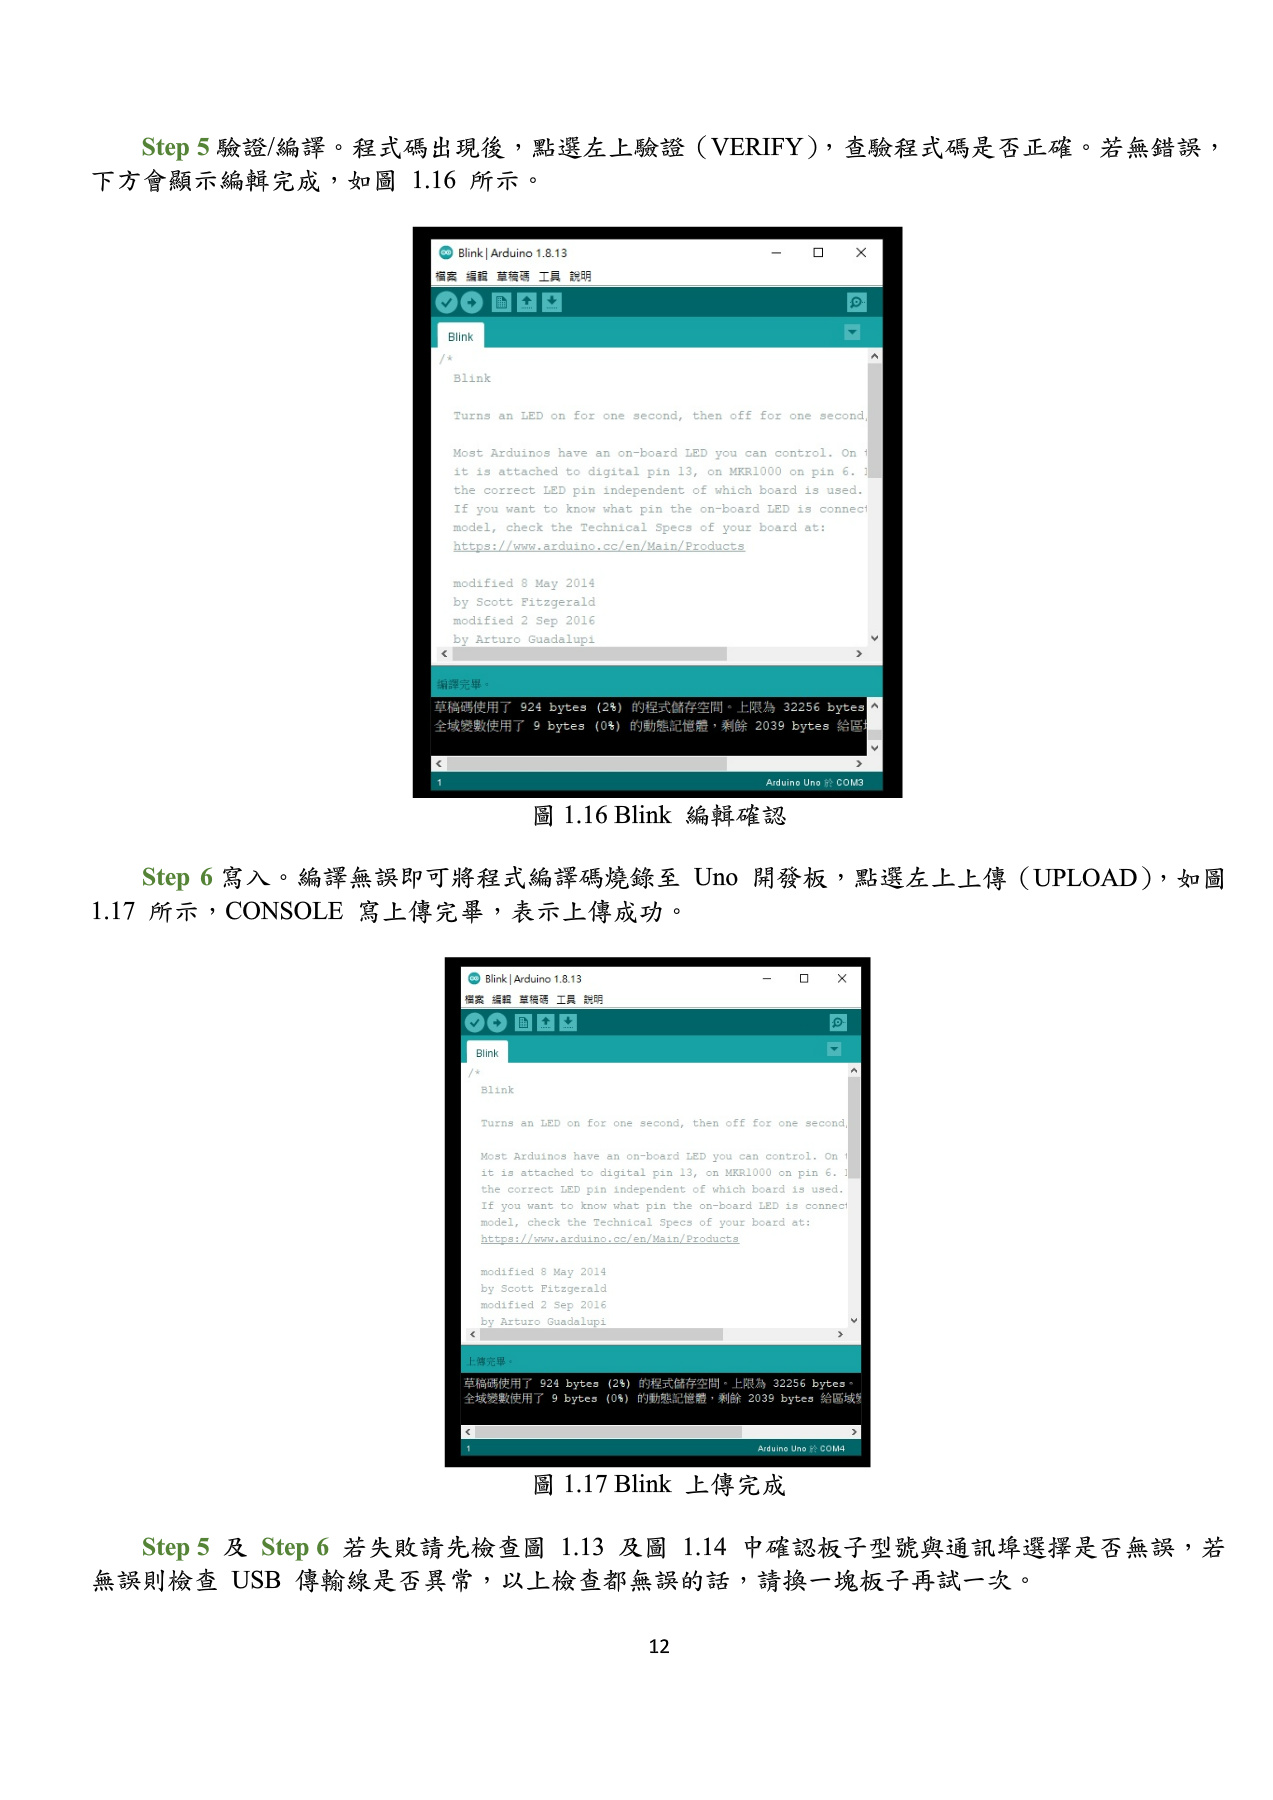 Step 5 驗證/編譯。程式碼出現後，點選左上驗證（VERIFY），查驗程式碼是否正確。若無錯誤，
下方會顯示編輯完成，如圖 1.16 所示。
Blink | Arduino 1.8.13
檔案 編輯 草稿碼 工具 說明
Blink
/*
Blink
Turns an LED on for one second, then off for one second,
Most Arduinos have an on-board LED you can control. On
it is attached to digital pin 13, on MKR1000 on pin 6.
the correct LED pin independent of which board is used.
If you want to know what pin the on-board LED is connect
model, check the Technical Specs of your board at:
https://www.arduino.cc/en/Main/Products
modified 8 May 2014
by Scott Fitzgerald
modified 2 Sep 2016
by Arturo Guadalupi
編譯完畢。
草稿碼使用了 924 bytes (2%) 的程式儲存空間。上限為 32256 bytes
全域變數使用了 9 bytes (0%) 的動態記憶體，剩餘 2039 bytes 給區
1
Arduino Uno 於 COM3
圖 1.16 Blink 編輯確認
Step 6 寫入。編譯無誤即可將程式編譯碼燒錄至 Uno 開發板，點選左上上傳（UPLOAD），如圖
1.17 所示，CONSOLE 寫上傳完畢，表示上傳成功。
Blink | Arduino 1.8.13
檔案 編輯 草稿碼 工具 說明
Blink
/*
Blink
Turns an LED on for one second, then off for one second,
Most Arduinos have an on-board LED you can control. On
it is attached to digital pin 13, on MKR1000 on pin 6.
the correct LED pin independent of which board is used.
If you want to know what pin the on-board LED is connect
model, check the Technical Specs of your board at:
https://www.arduino.cc/en/Main/Products
modified 8 May 2014
by Scott Fitzgerald
modified 2 Sep 2016
by Arturo Guadalupi
上傳完畢。
草稿碼使用了 924 bytes (2%) 的程式儲存空間。上限為 32256 bytes。
全域變數使用了 9 bytes (0%) 的動態記憶體，剩餘 2039 bytes 給區域
1
Arduino Uno 於 COM4
圖 1.17 Blink 上傳完成
Step 5 及 Step 6 若失敗請先檢查圖 1.13 及圖 1.14 中確認板子型號與通訊埠選擇是否無誤，若
無誤則檢查 USB 傳輸線是否異常，以上檢查都無誤的話，請換一塊板子再試一次。
12